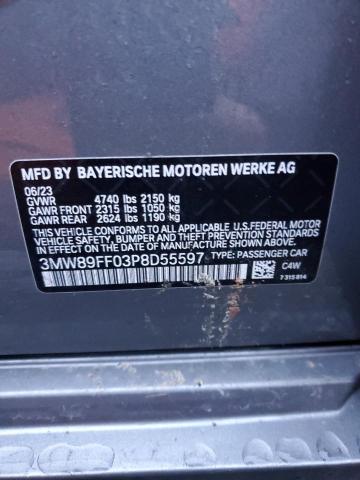 MFD BY BAYERISCHE MOTOREN WERKE AG
06/23
GVWR 4740 lbs 2150 kg
GAWR FRONT 2315 lbs 1050 kg
GAWR REAR 2624 lbs 1190 kg
THIS VEHICLE CONFORMS TO ALL APPLICABLE U.S.FEDERAL MOTOR
VEHICLE SAFETY, BUMPER, AND THEFT PREVENTION STANDARDS
IN EFFECT ON THE DATE OF MANUFACTURE SHOWN ABOVE.
3MW89FF03P8D55597 TYPE: PASSENGER CAR
C4W
7315814